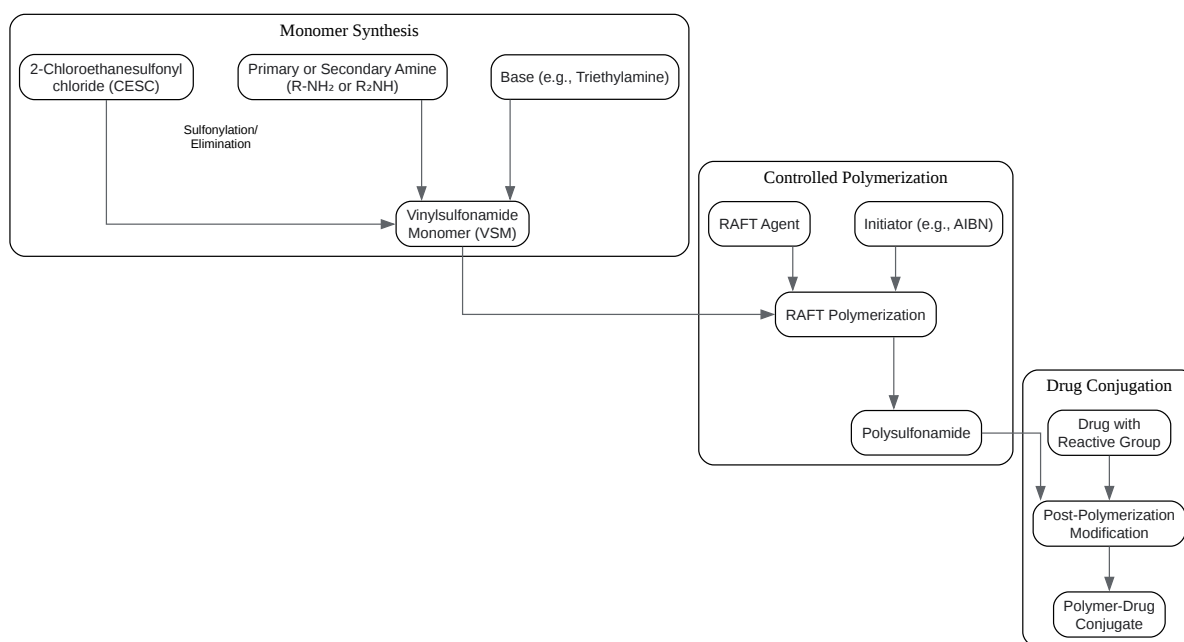 Monomer Synthesis
2-Chloroethanesulfonyl
chloride (CESC)
Primary or Secondary Amine
(R-NH₂ or R₂NH)
Base (e.g., Triethylamine)
Sulfonylation/
Elimination
Vinylsulfonamide
Monomer (VSM)
Controlled Polymerization
RAFT Agent
Initiator (e.g., AIBN)
RAFT Polymerization
Polysulfonamide
Drug Conjugation
Drug with
Reactive Group
Post-Polymerization
Modification
Polymer-Drug
Conjugate